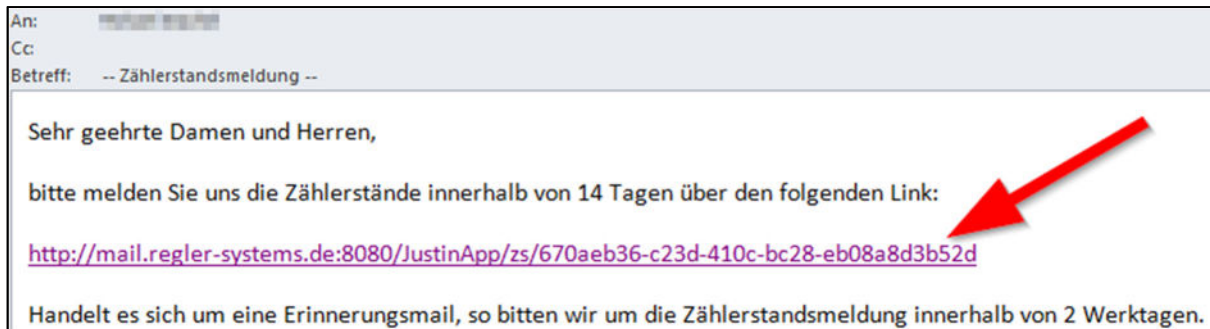 An:
Cc:
Betreff: -- Zählerstandsmeldung --
Sehr geehrte Damen und Herren,
bitte melden Sie uns die Zählerstände innerhalb von 14 Tagen über den folgenden Link:
http://mail.regler-systems.de:8080/JustinApp/zs/670aeb36-c23d-410c-bc28-eb08a8d3b52d
Handelt es sich um eine Erinnerungsmail, so bitten wir um die Zählerstandsmeldung innerhalb von 2 Werktagen.